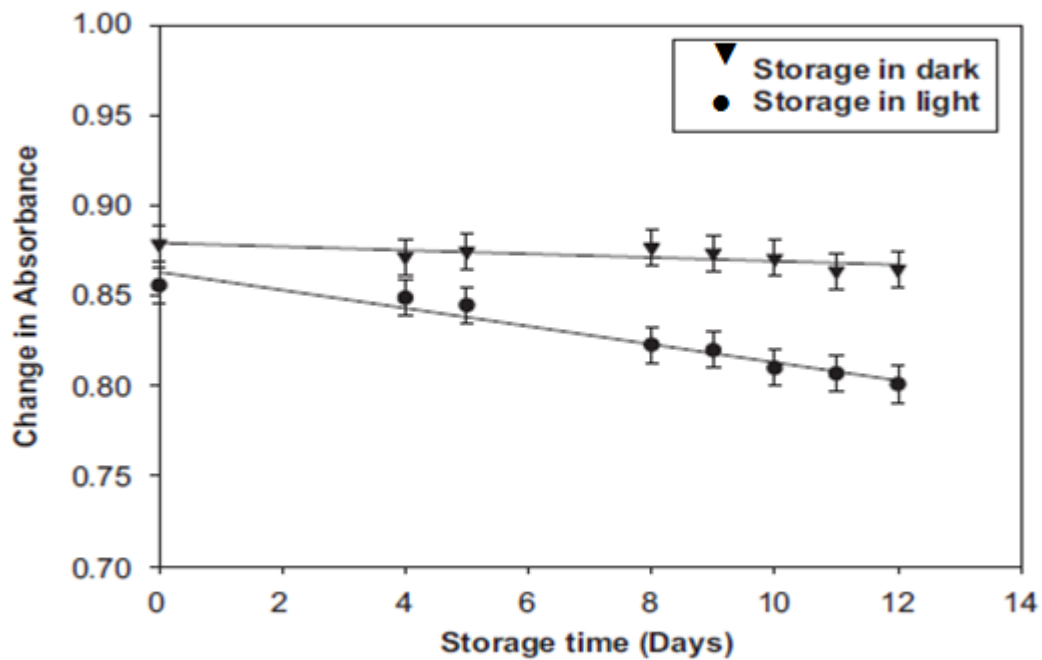 1.00
0.95
0.90
0.85
0.80
0.75
0.70
Change in Absorbance
Storage in dark
Storage in light
0 2 4 6 8 10 12 14
Storage time (Days)